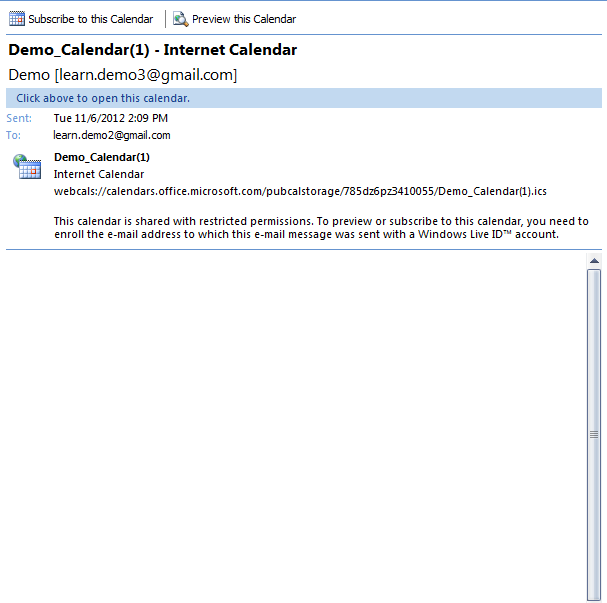 Subscribe to this Calendar Preview this Calendar
Demo_Calendar(1) - Internet Calendar
Demo [learn.demo3@gmail.com]
Click above to open this calendar.
Sent: Tue 11/6/2012 2:09 PM
To: learn.demo2@gmail.com
Demo_Calendar(1)
Internet Calendar
webcals://calendars.office.microsoft.com/pubcalstorage/785dz6pz3410055/Demo_Calendar(1).ics
This calendar is shared with restricted permissions. To preview or subscribe to this calendar, you need to
enroll the e-mail address to which this e-mail message was sent with a Windows Live ID™ account.